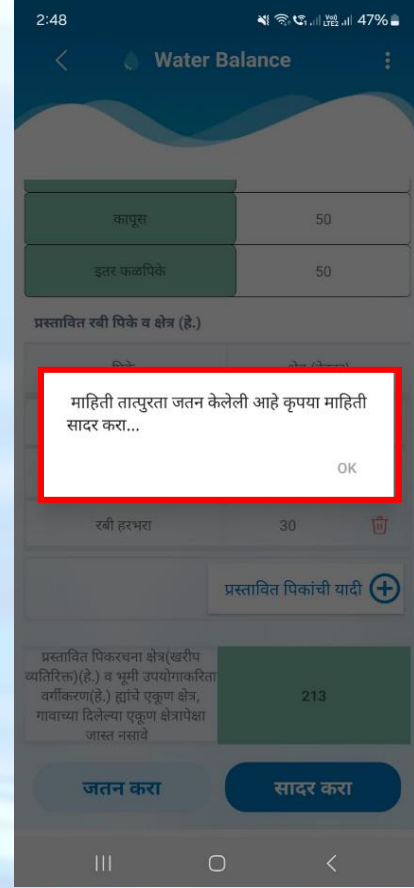 2:48
47%
Water Balance
कापूस 50
इतर फळपिके 50
प्रस्तावित रबी पिके व क्षेत्र (हे.)
माहिती तात्पुरता जतन केलेली आहे कृपया माहिती
सादर करा...
OK
रबी हरभरा 30
प्रस्तावित पिकांची यादी
प्रस्तावित पिकरचना क्षेत्र(खरीप
व्यतिरिक्त)(हे.) व भूमी उपयोगाकरिता
वर्गीकरण(हे.) ह्यांचे एकूण क्षेत्र,
गावाच्या दिलेल्या एकूण क्षेत्रापेक्षा
जास्त नसावे
213
जतन करा सादर करा